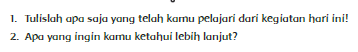 1. Tulislah apa saja yang telah kamu pelajari dari kegiatan hari ini!
2. Apa yang ingin kamu ketahui lebih lanjut?